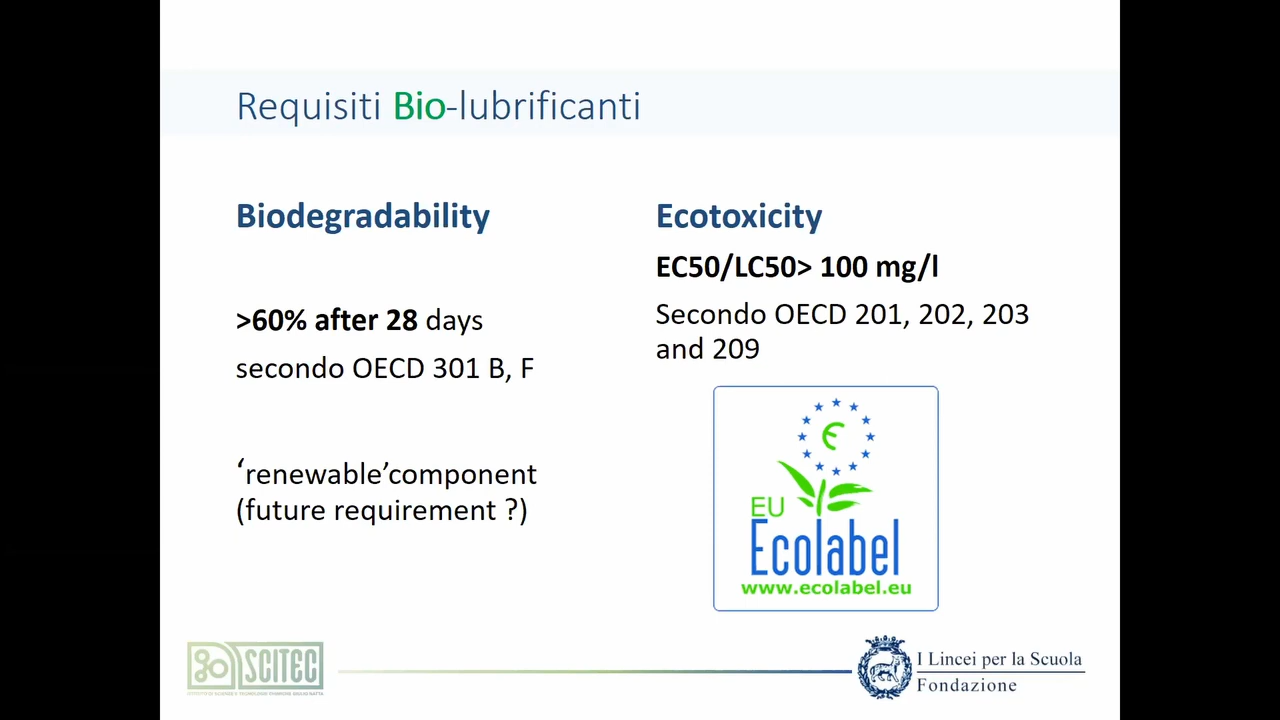 Requisiti Bio-lubrificanti
Biodegradability
>60% after 28 days
secondo OECD 301 B, F
‘renewable’component
(future requirement ?)
Ecotoxicity
EC50/LC50> 100 mg/l
Secondo OECD 201, 202, 203
and 209
EU
Ecolabel
www.ecolabel.eu
SCITEC
I Lincei per la Scuola
Fondazione